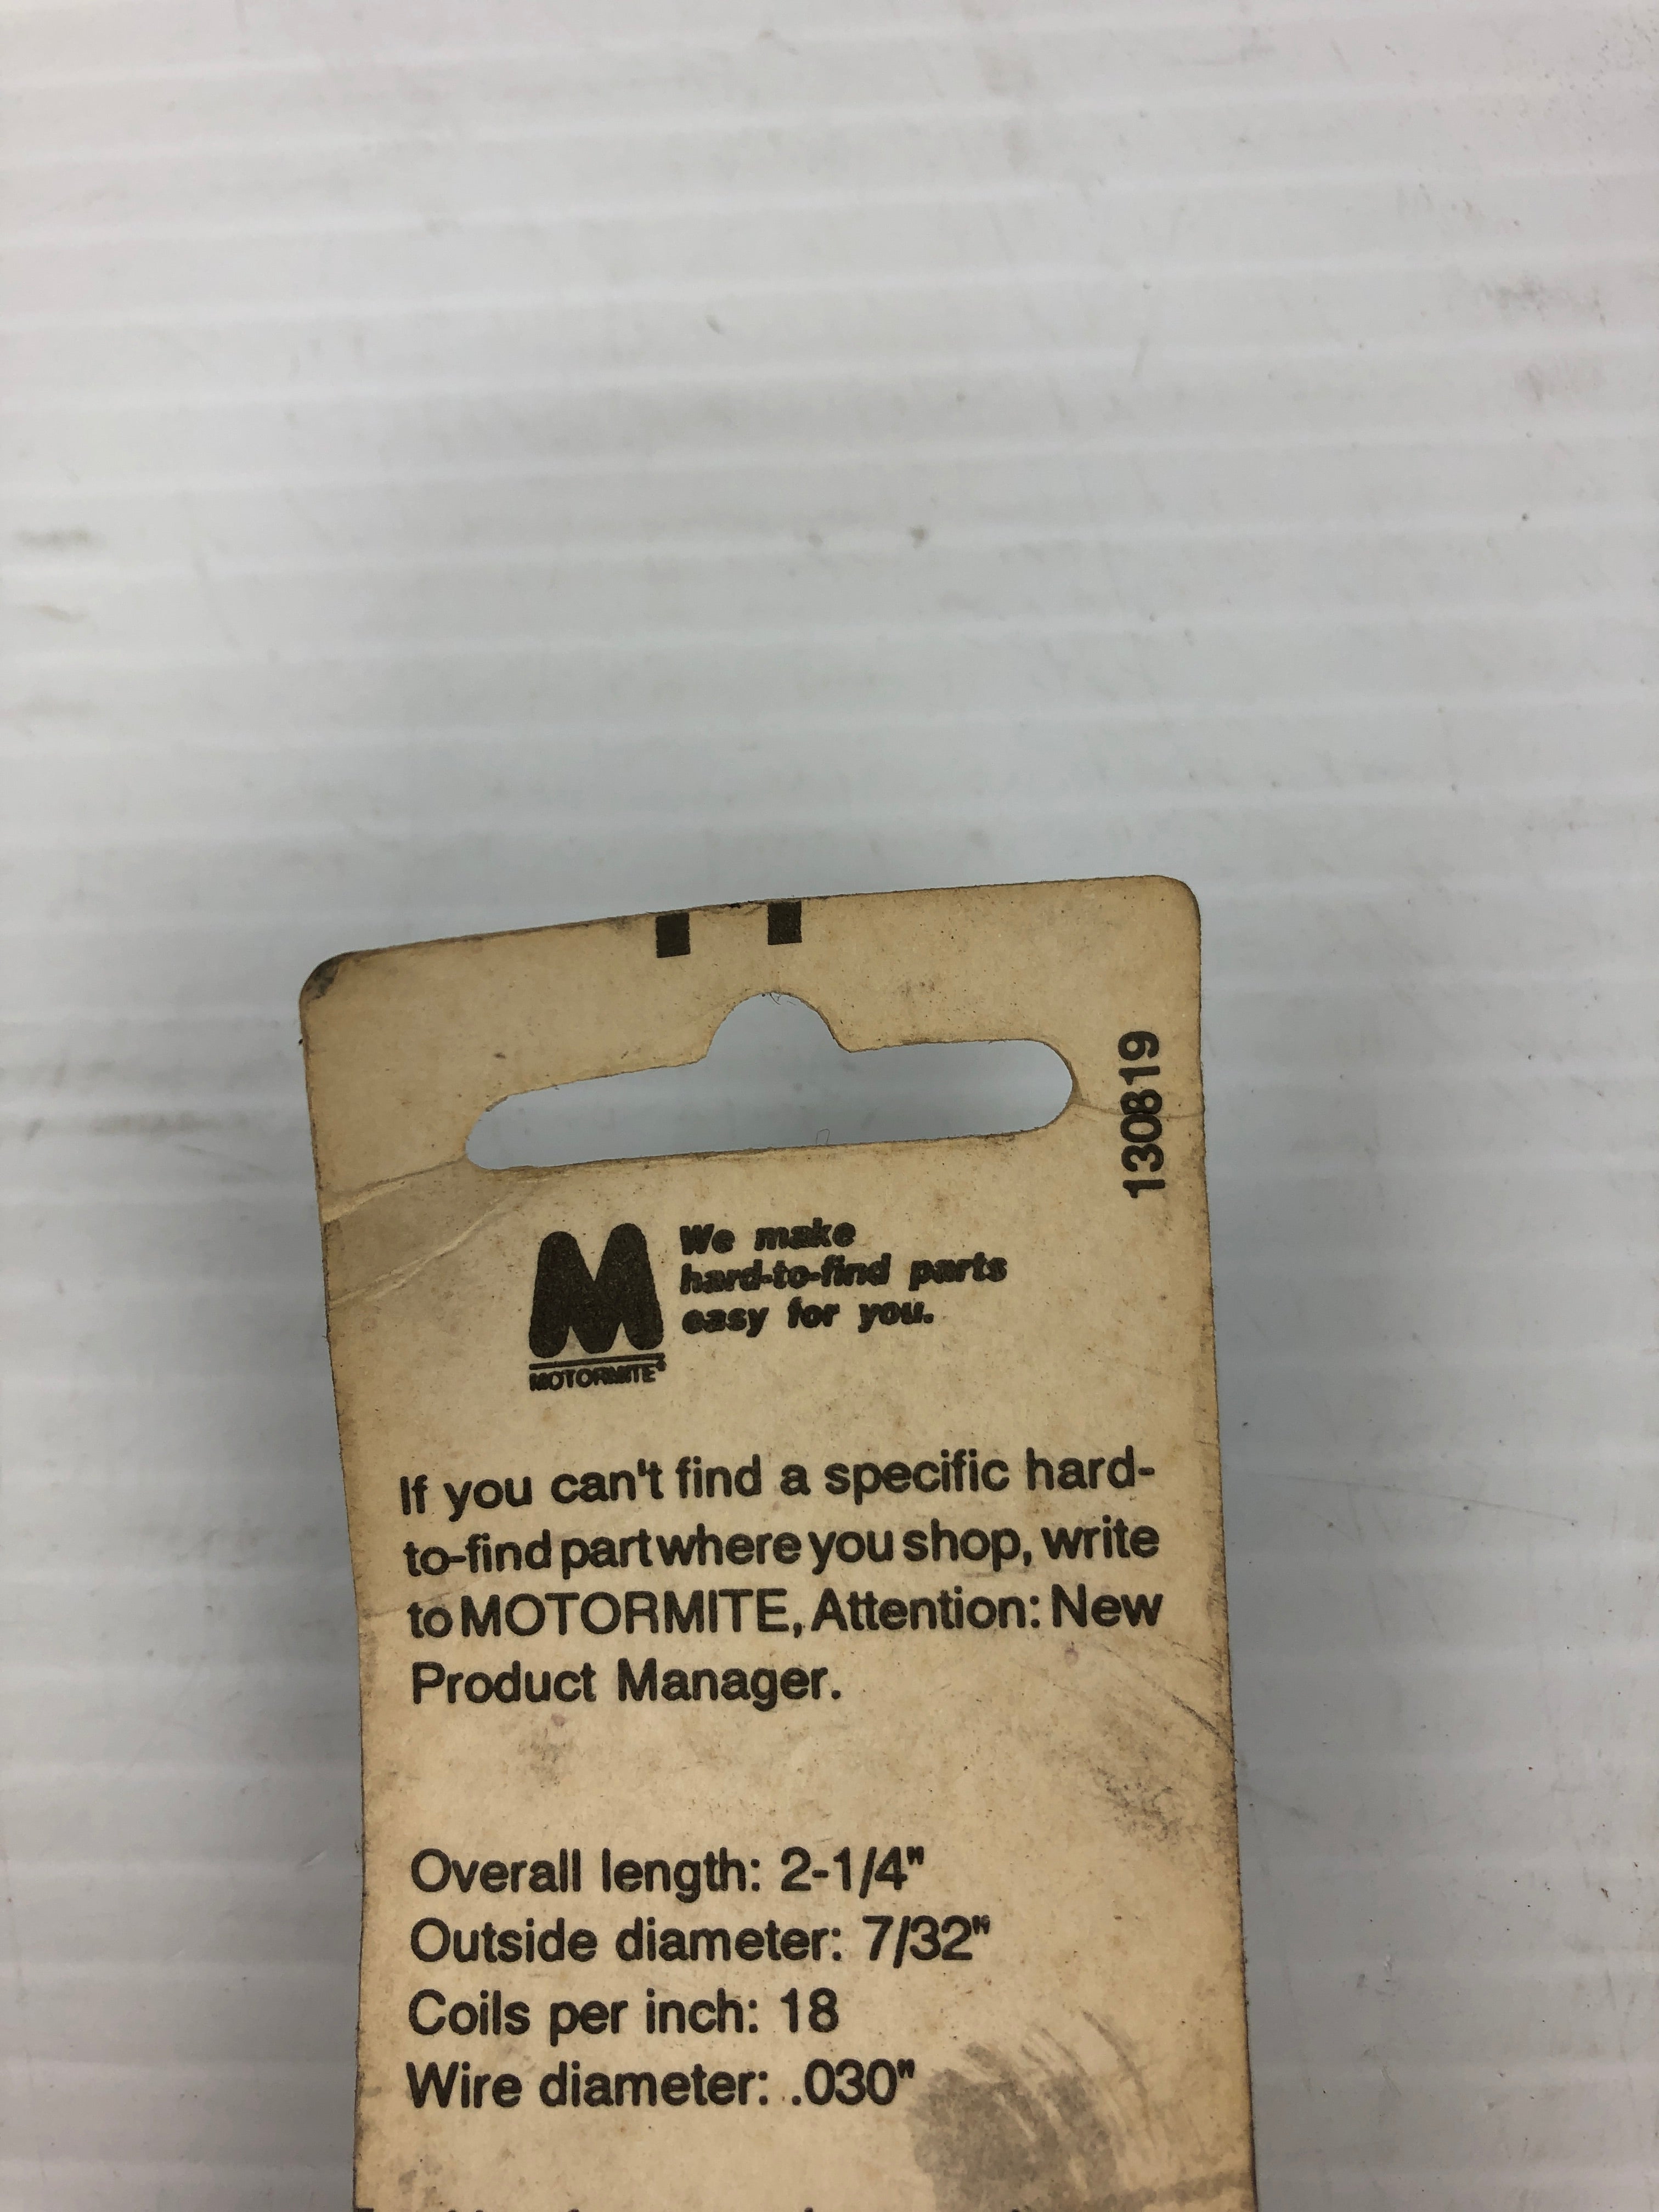 130819
M
We make
hard-to-find parts
easy for you.
MOTORMITE
If you can't find a specific hard-
to-find part where you shop, write
to MOTORMITE, Attention: New
Product Manager.
Overall length: 2-1/4"
Outside diameter: 7/32"
Coils per inch: 18
Wire diameter: .030"